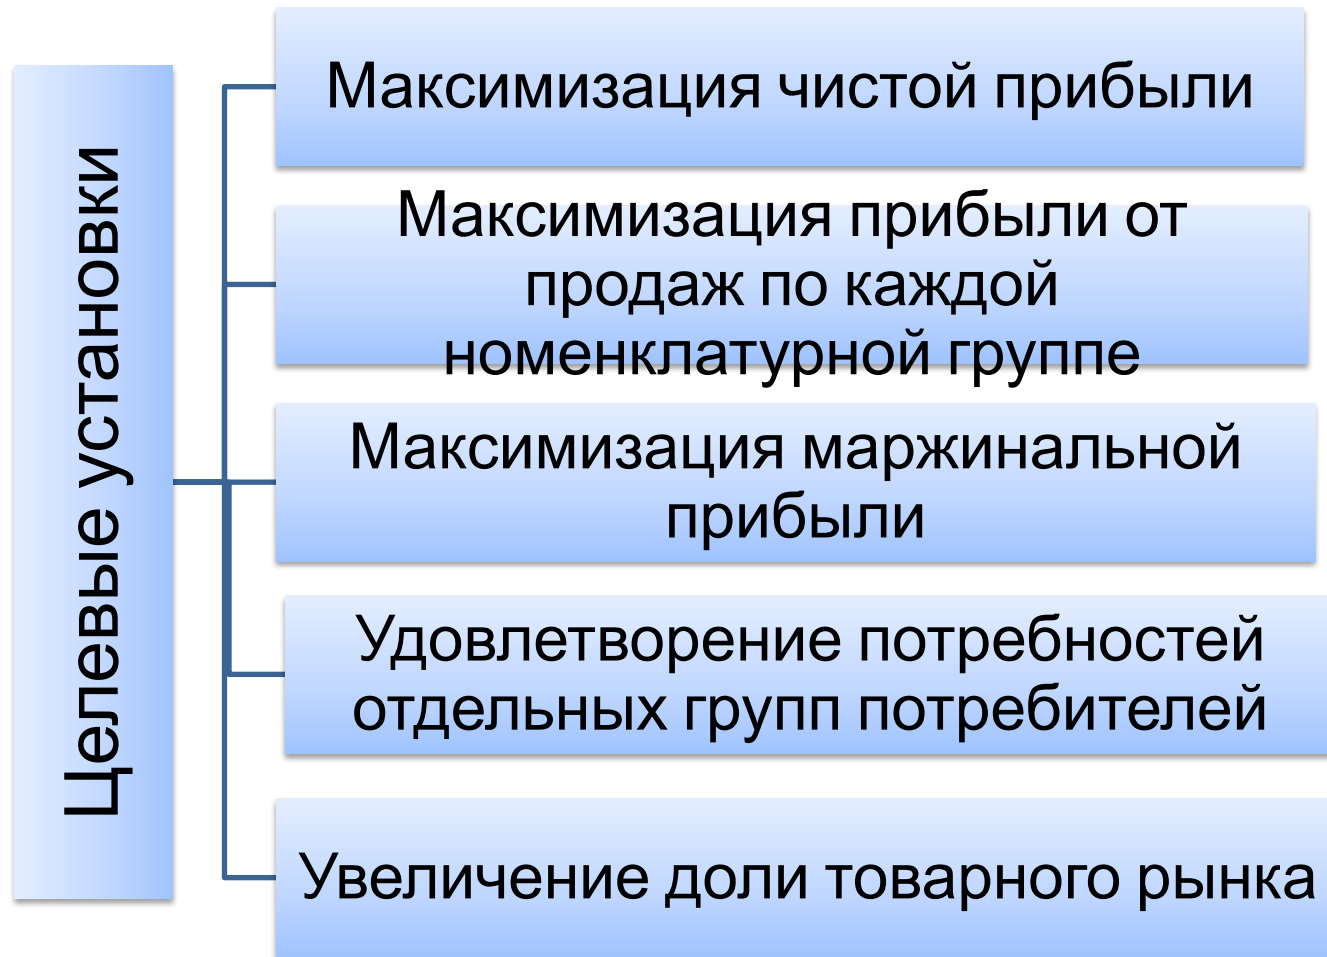 Целевые установки
Максимизация чистой прибыли
Максимизация прибыли от
продаж по каждой
номенклатурной группе
Максимизация маржинальной
прибыли
Удовлетворение потребностей
отдельных групп потребителей
Увеличение доли товарного рынка